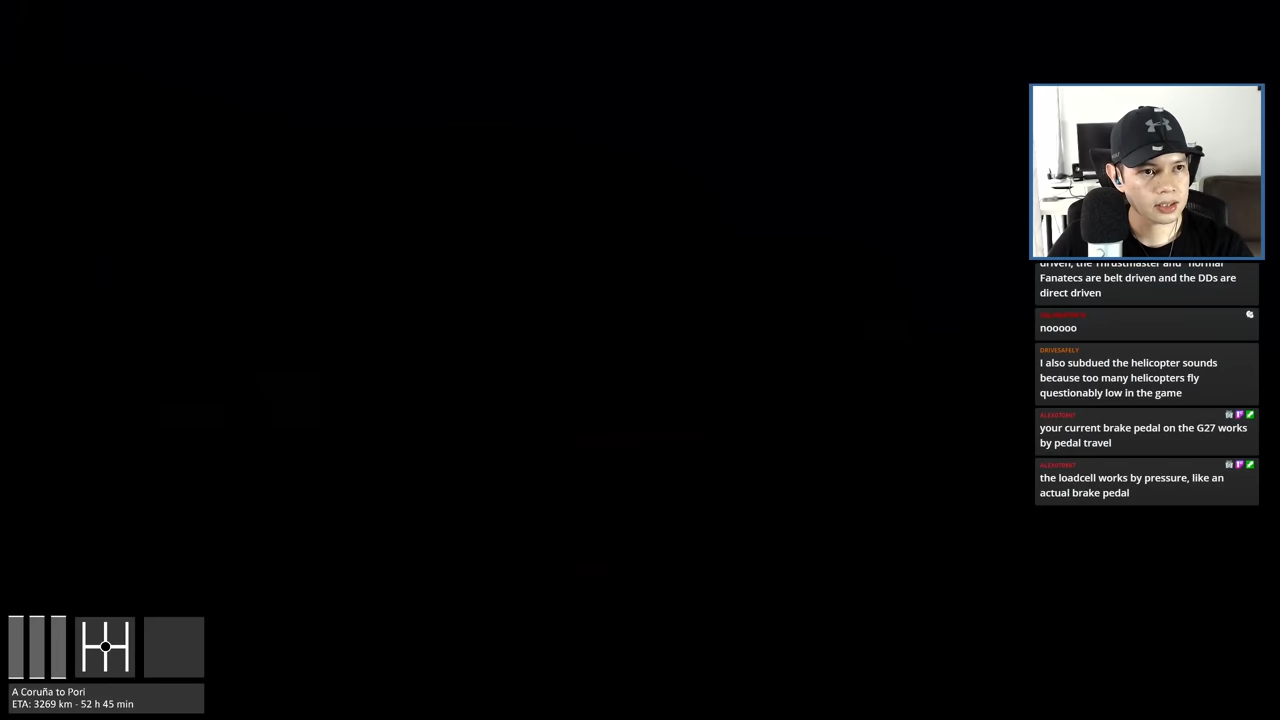 driven, the Thrustmaster and "normal"
Fanatecs are belt driven and the DDs are
direct driven
nooooo
DRIVESAFELY
I also subdued the helicopter sounds
because too many helicopters fly
questionably low in the game
your current brake pedal on the G27 works
by pedal travel
the loadcell works by pressure, like an
actual brake pedal
A Coruña to Pori
ETA: 3269 km - 52 h 45 min